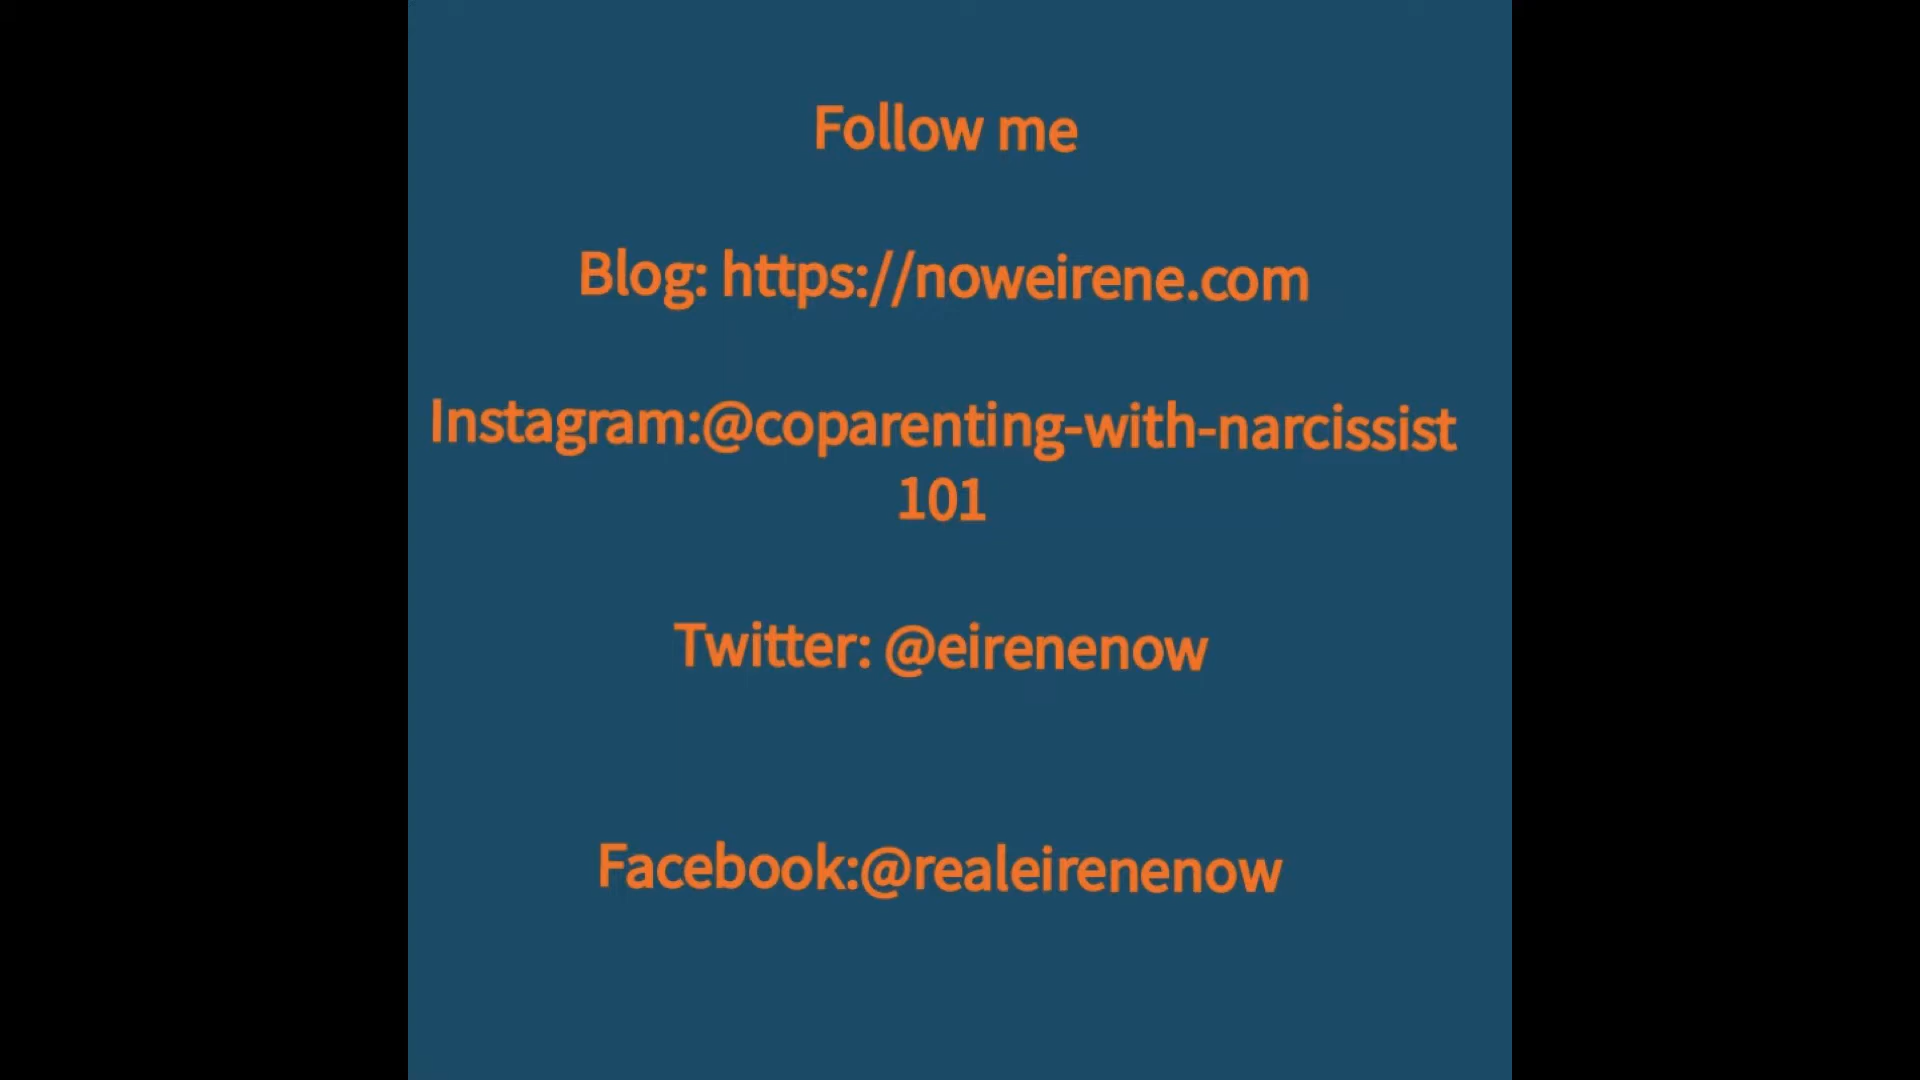 Follow me
Blog: https://noweirene.com
Instagram:@coparenting-with-narcissist
101
Twitter: @eirenenow
Facebook:@realeirenenow